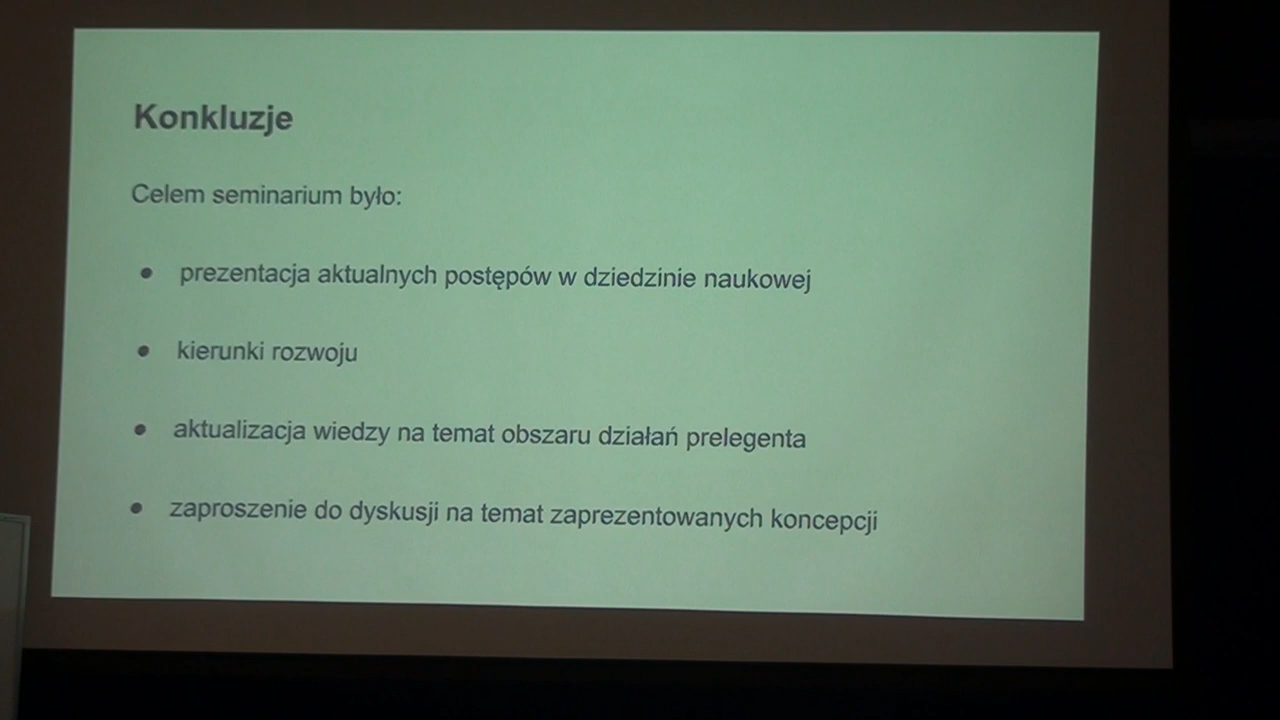 Konkluzje
Celem seminarium było:
● prezentacja aktualnych postępów w dziedzinie naukowej
● kierunki rozwoju
● aktualizacja wiedzy na temat obszaru działań prelegenta
● zaproszenie do dyskusji na temat zaprezentowanych koncepcji